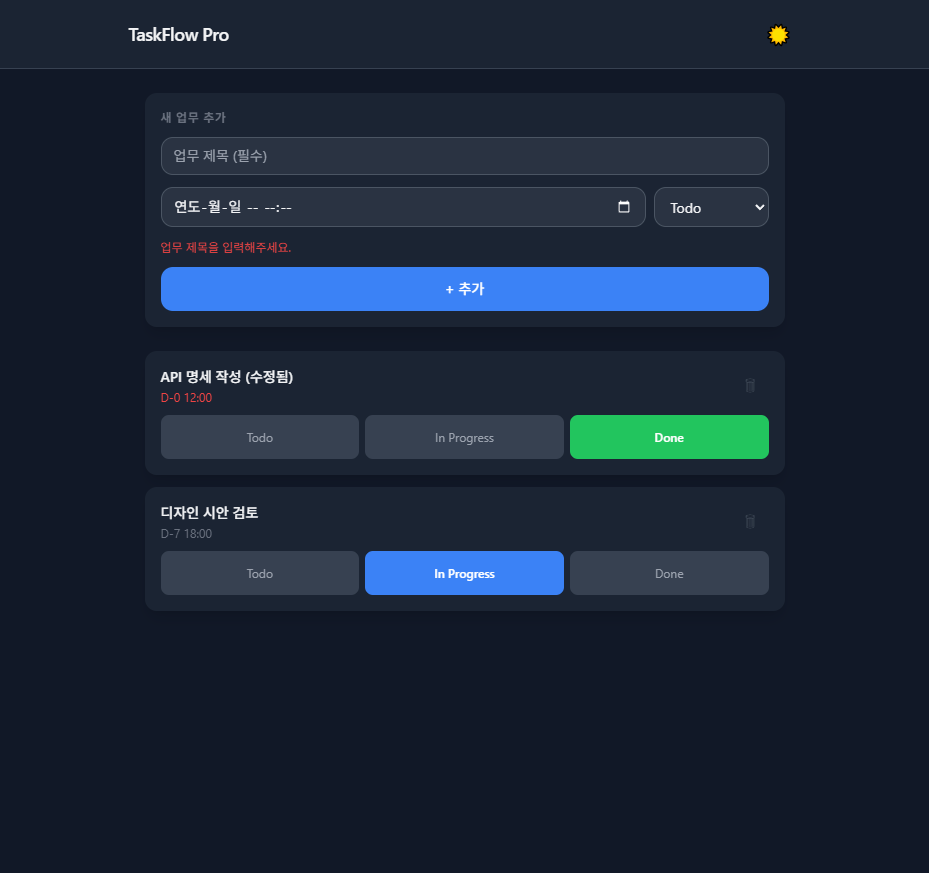 TaskFlow Pro
새 업무 추가
업무 제목 (필수)
연도-월-일 -- --:--
Todo
업무 제목을 입력해주세요.
+ 추가
API 명세 작성 (수정됨)
D-0 12:00
Todo
In Progress
Done
디자인 시안 검토
D-7 18:00
Todo
In Progress
Done